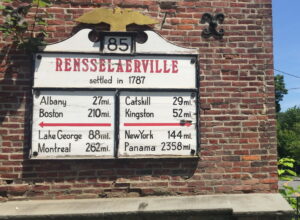 85
RENSSELAERVILLE
settled in 1787
Albany 27mi.
Boston 210mi.
Lake George 88mi.
Montreal 262mi.
Catskill 29mi.
Kingston 52mi.
New York 144mi.
Panama 2358mi.